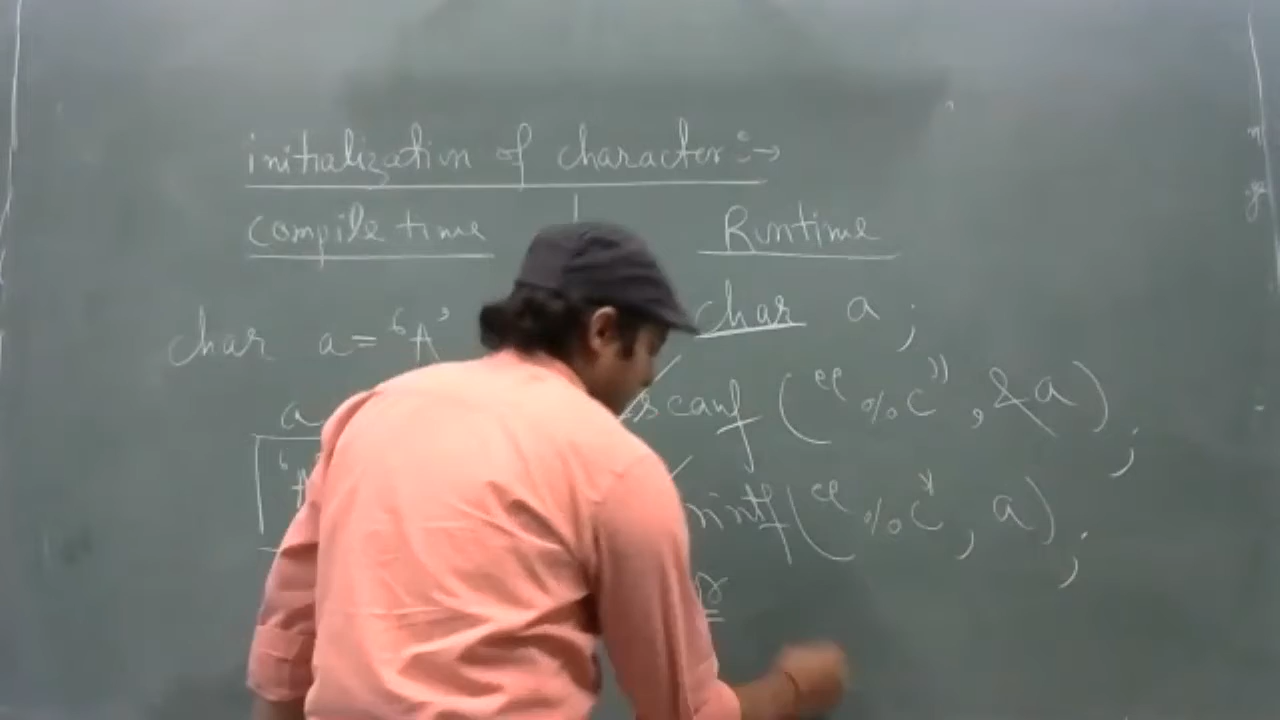 initialization of character :->
compile time
char a = 'A'
a
'A'
Runtime
char a;
scanf ("%c", &a);
printf ("%c", a);